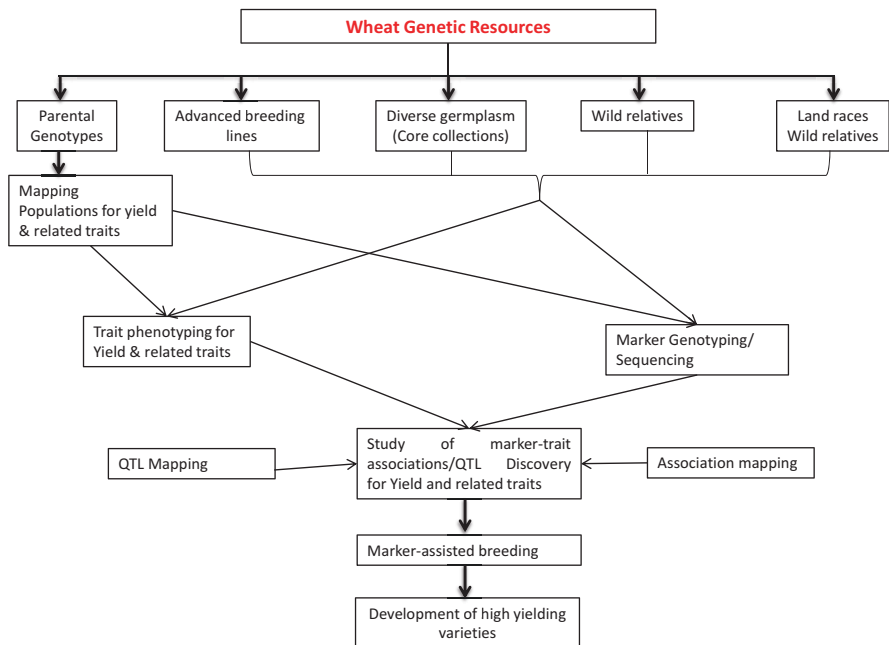 Wheat Genetic Resources
Parental
Genotypes
Advanced breeding
lines
Diverse germplasm
(Core collections)
Wild relatives
Land races
Wild relatives
Mapping
Populations for yield
& related traits
Trait phenotyping for
Yield & related traits
Marker Genotyping/
Sequencing
QTL Mapping
Study of marker-trait
associations/QTL Discovery
for Yield and related traits
Association mapping
Marker-assisted breeding
Development of high yielding
varieties